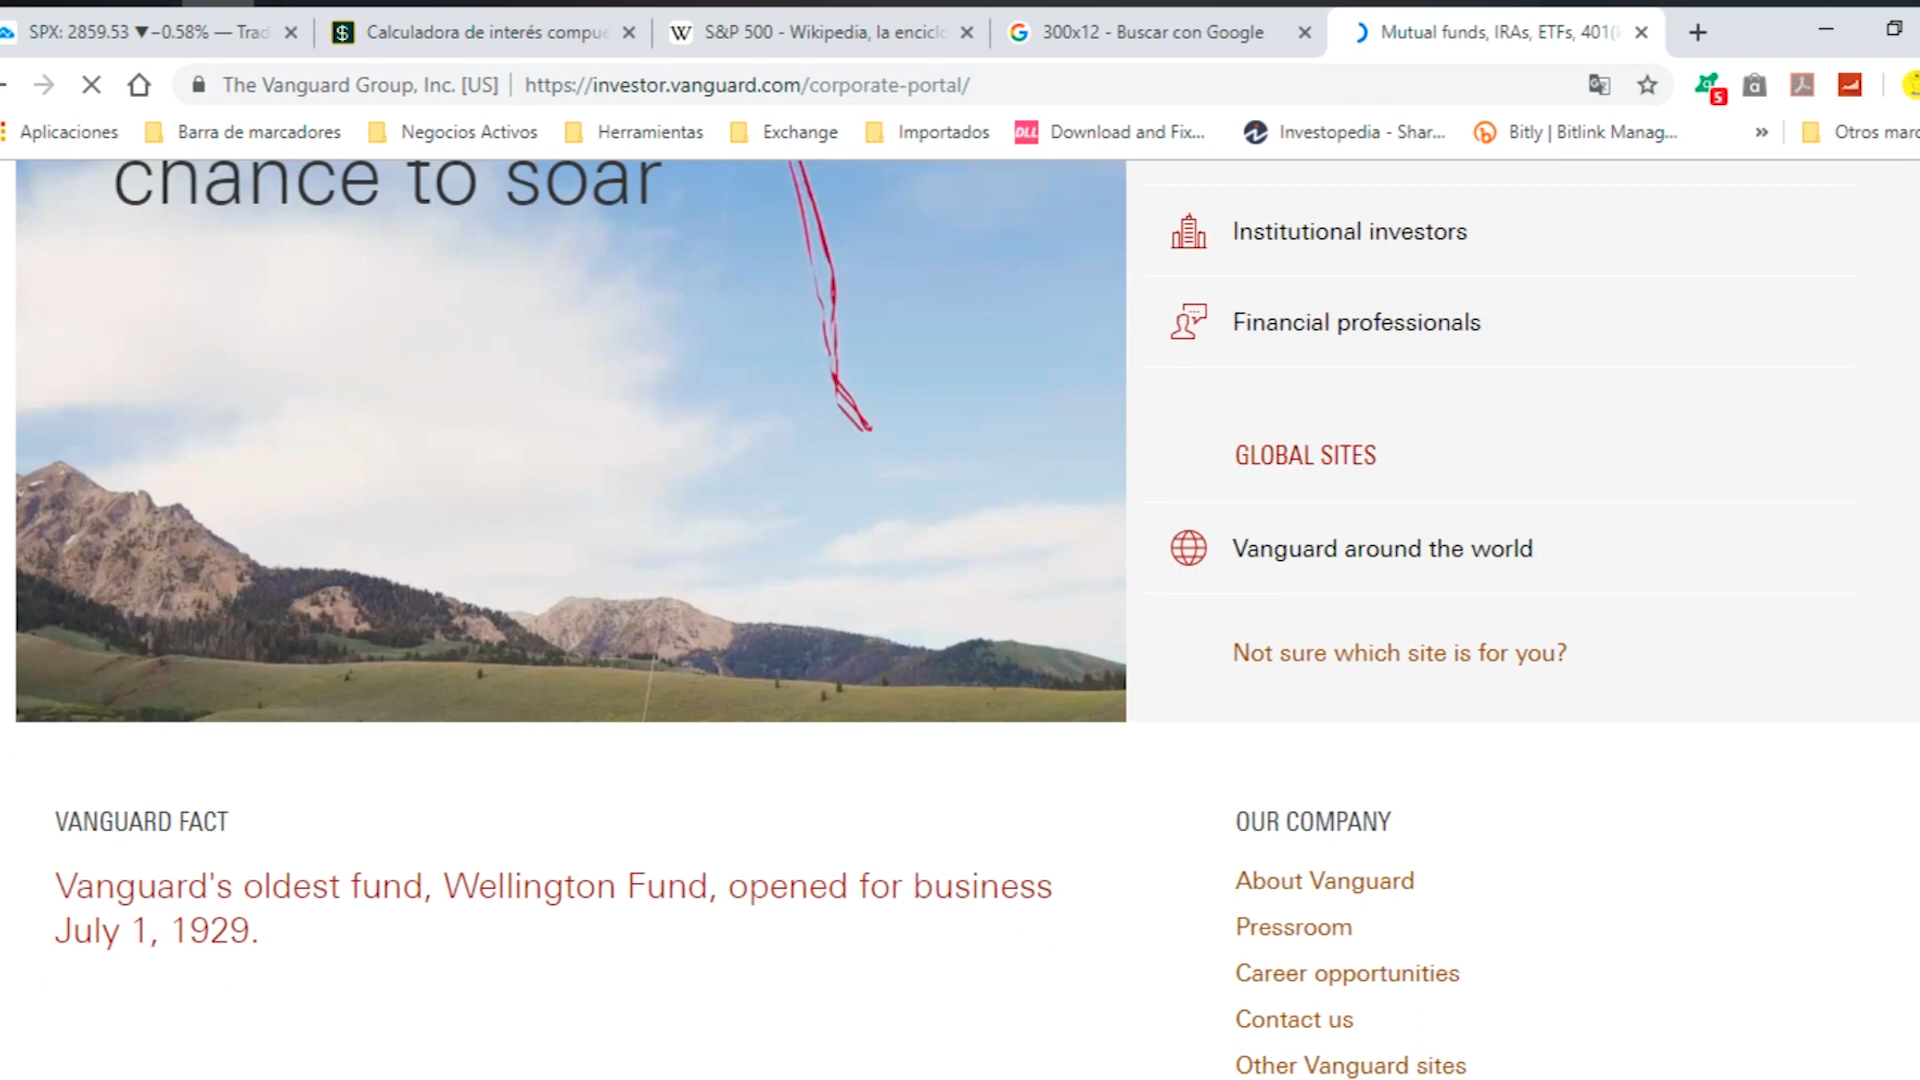 SPX: 2859.53 ▼−0.58% — Trad
Calculadora de interés compue
S&P 500 - Wikipedia, la enciclo
300x12 - Buscar con Google
Mutual funds, IRAs, ETFs, 401(
The Vanguard Group, Inc. [US] | https://investor.vanguard.com/corporate-portal/
5
Aplicaciones
Barra de marcadores
Negocios Activos
Herramientas
Exchange
Importados
DLL Download and Fix...
Investopedia - Shar...
Bitly | Bitlink Manag...
»
Otros marc
chance to soar
Institutional investors
Financial professionals
GLOBAL SITES
Vanguard around the world
Not sure which site is for you?
VANGUARD FACT
Vanguard's oldest fund, Wellington Fund, opened for business
July 1, 1929.
OUR COMPANY
About Vanguard
Pressroom
Career opportunities
Contact us
Other Vanguard sites